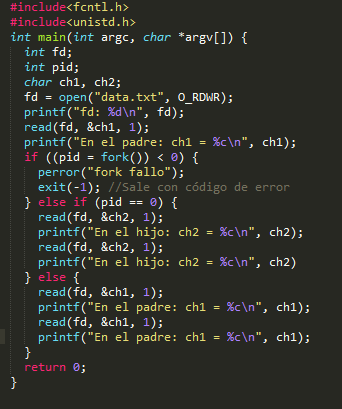 #include<fcntl.h>
#include<unistd.h>
int main(int argc, char *argv[]) {
  int fd;
  int pid;
  char ch1, ch2;
  fd = open("data.txt", O_RDWR);
  printf("fd: %d\n", fd);
  read(fd, &ch1, 1);
  printf("En el padre: ch1 = %c\n", ch1);
  if ((pid = fork()) < 0) {
    perror("fork fallo");
    exit(-1); //Sale con código de error
  } else if (pid == 0) {
    read(fd, &ch2, 1);
    printf("En el hijo: ch2 = %c\n", ch2);
    read(fd, &ch2, 1);
    printf("En el hijo: ch2 = %c\n", ch2)
  } else {
    read(fd, &ch1, 1);
    printf("En el padre: ch1 = %c\n", ch1);
    read(fd, &ch1, 1);
    printf("En el padre: ch1 = %c\n", ch1);
  }
  return 0;
}